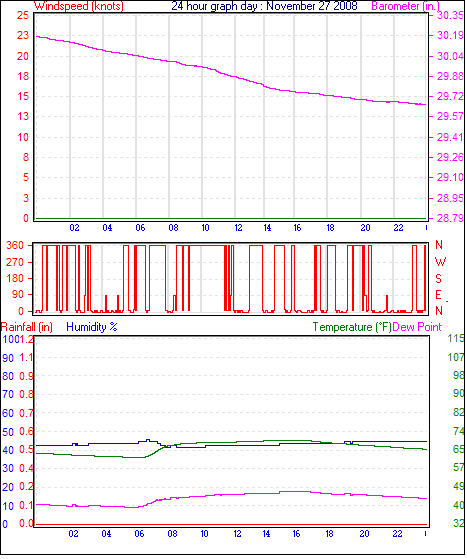 Windspeed (knots) 24 hour graph day : November 27 2008 Barometer (in.)
25 30.35
23 30.19
20 30.04
18 29.88
15 29.72
13 29.57
10 29.41
8 29.26
5 29.10
3 28.95
0 28.79
02 04 06 08 10 12 14 16 18 20 22
360 N
270 W
180 S
90 E
0 N
Rainfall (in) Humidity % Temperature (°F) Dew Point
100 1.2 115
90 1.1 107
80 1.0 98
70 0.8 90
60 0.7 82
50 0.6 74
40 0.5 65
30 0.4 57
20 0.2 49
10 0.1 40
0 0.0 32
02 04 06 08 10 12 14 16 18 20 22